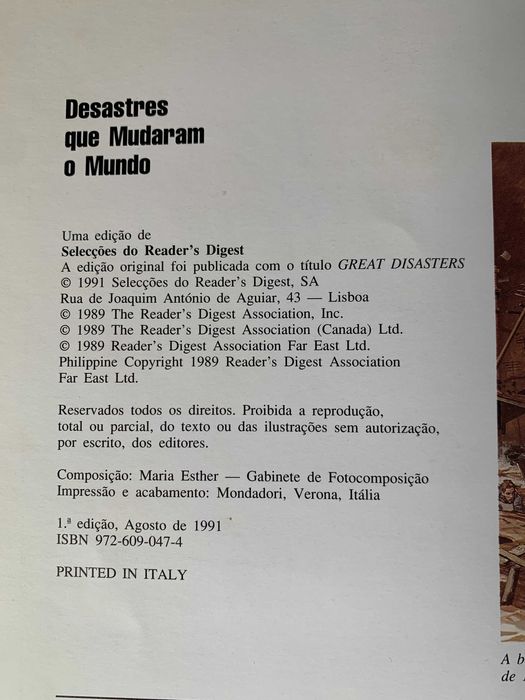 Desastres
que Mudaram
o Mundo
Uma edição de
Selecções do Reader's Digest
A edição original foi publicada com o título GREAT DISASTERS
© 1991 Selecções do Reader's Digest, SA
Rua de Joaquim António de Aguiar, 43 — Lisboa
© 1989 The Reader's Digest Association, Inc.
© 1989 The Reader's Digest Association (Canada) Ltd.
© 1989 Reader's Digest Association Far East Ltd.
Philippine Copyright 1989 Reader's Digest Association
Far East Ltd.
Reservados todos os direitos. Proibida a reprodução,
total ou parcial, do texto ou das ilustrações sem autorização,
por escrito, dos editores.
Composição: Maria Esther — Gabinete de Fotocomposição
Impressão e acabamento: Mondadori, Verona, Itália
1.ª edição, Agosto de 1991
ISBN 972-609-047-4
PRINTED IN ITALY
A b
de